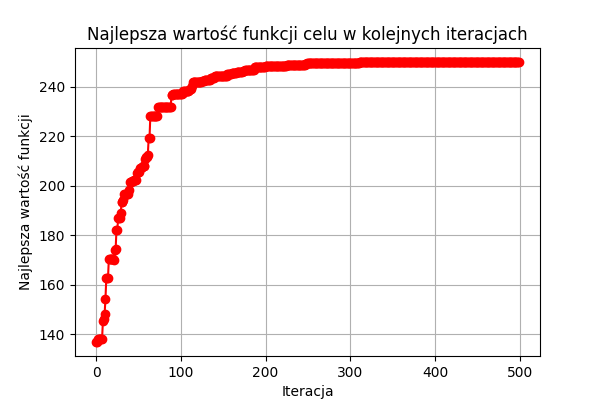 Najlepsza wartość funkcji celu w kolejnych iteracjach
Najlepsza wartość funkcji
240
220
200
180
160
140
0 100 200 300 400 500
Iteracja